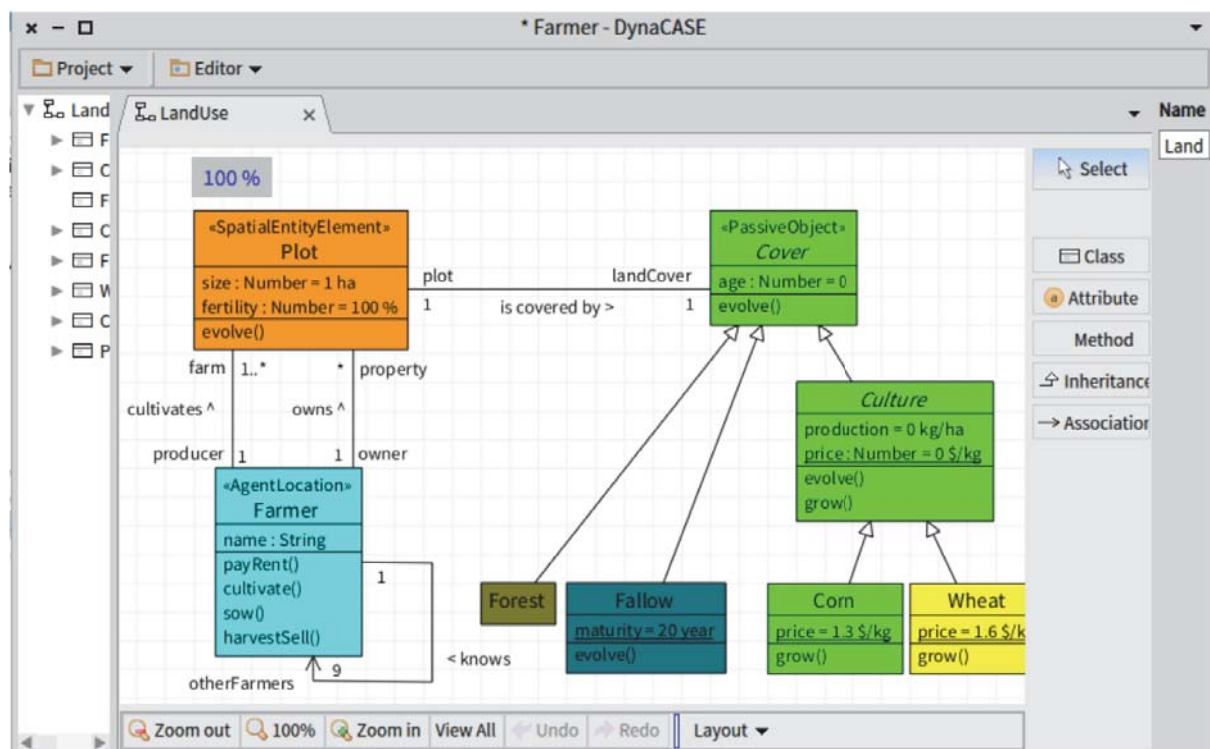 * Farmer - DynaCASE
Project
Editor
Land
F
C
F
C
F
W
C
P
LandUse
Name
Land
100 %
«SpatialEntityElement»
Plot
size : Number = 1 ha
fertility : Number = 100 %
evolve()
plot
landCover
1
is covered by >
1
«PassiveObject»
Cover
age : Number = 0
evolve()
farm
1..*
*
property
cultivates ^
owns ^
producer
1
1
owner
«AgentLocation»
Farmer
name : String
payRent()
cultivate()
sow()
harvestSell()
1
< knows
9
otherFarmers
Culture
production = 0 kg/ha
price : Number = 0 $/kg
evolve()
grow()
Forest
Fallow
maturity = 20 year
evolve()
Corn
price = 1.3 $/kg
grow()
Wheat
price = 1.6 $/k
grow()
Select
Class
a Attribute
Method
Inheritance
Association
Zoom out
100%
Zoom in
View All
Undo
Redo
Layout